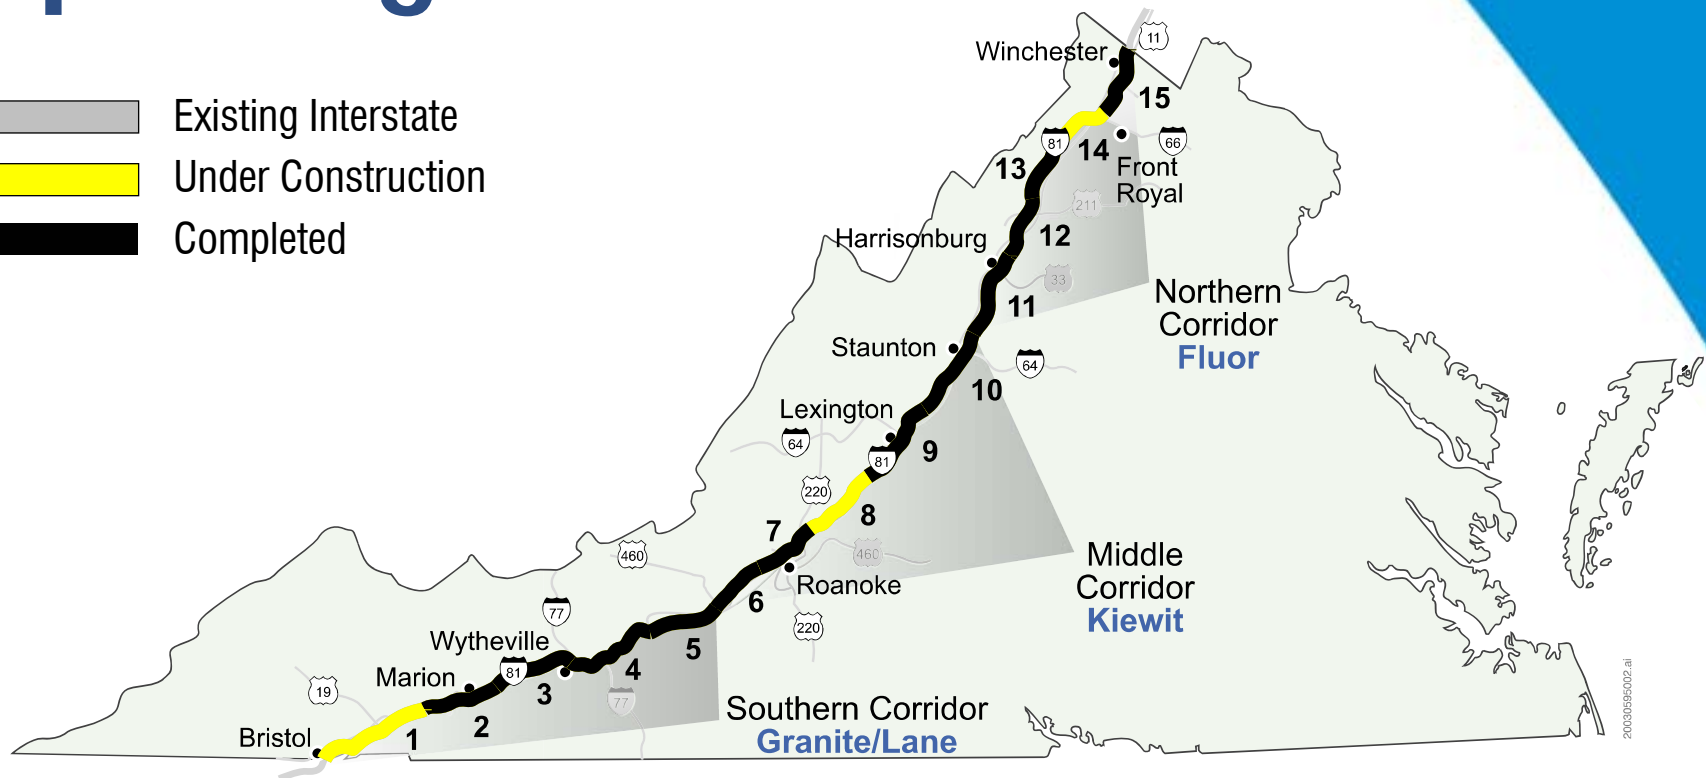 Existing Interstate
Under Construction
Completed
11
Winchester
15
81
14
66
13
Front
Royal
211
12
Harrisonburg
33
11
Northern
Corridor
Fluor
Staunton
64
10
Lexington
64
9
81
220
8
7
460
460
Middle
Corridor
Kiewit
Roanoke
6
77
220
Wytheville
5
81
4
Marion
3
77
19
2
Southern Corridor
Granite/Lane
Bristol
1
20030595002.ai